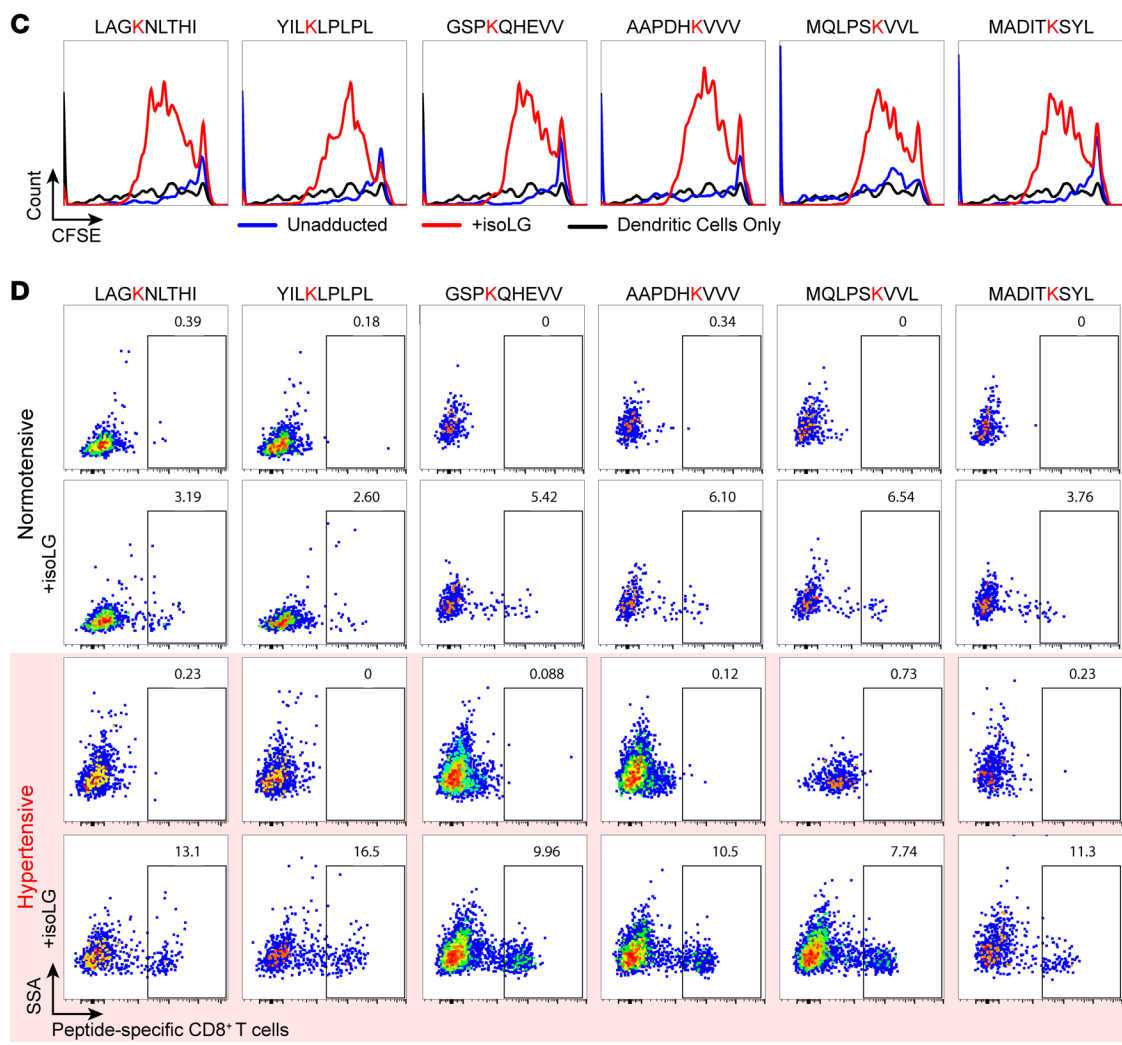 C
LAGKNLTHI YILKLPLPL GSPKQHEVV AAPDHKVVV MQLPSKVVL MADITKSYL
Count
CFSE
Unadducted +isoLG Dendritic Cells Only
D
LAGKNLTHI YILKLPLPL GSPKQHEVV AAPDHKVVV MQLPSKVVL MADITKSYL
Normotensive
0.39 0.18 0 0.34 0 0
+isoLG
3.19 2.60 5.42 6.10 6.54 3.76
Hypertensive
0.23 0 0.088 0.12 0.73 0.23
+isoLG
13.1 16.5 9.96 10.5 7.74 11.3
SSA
Peptide-specific CD8⁺ T cells